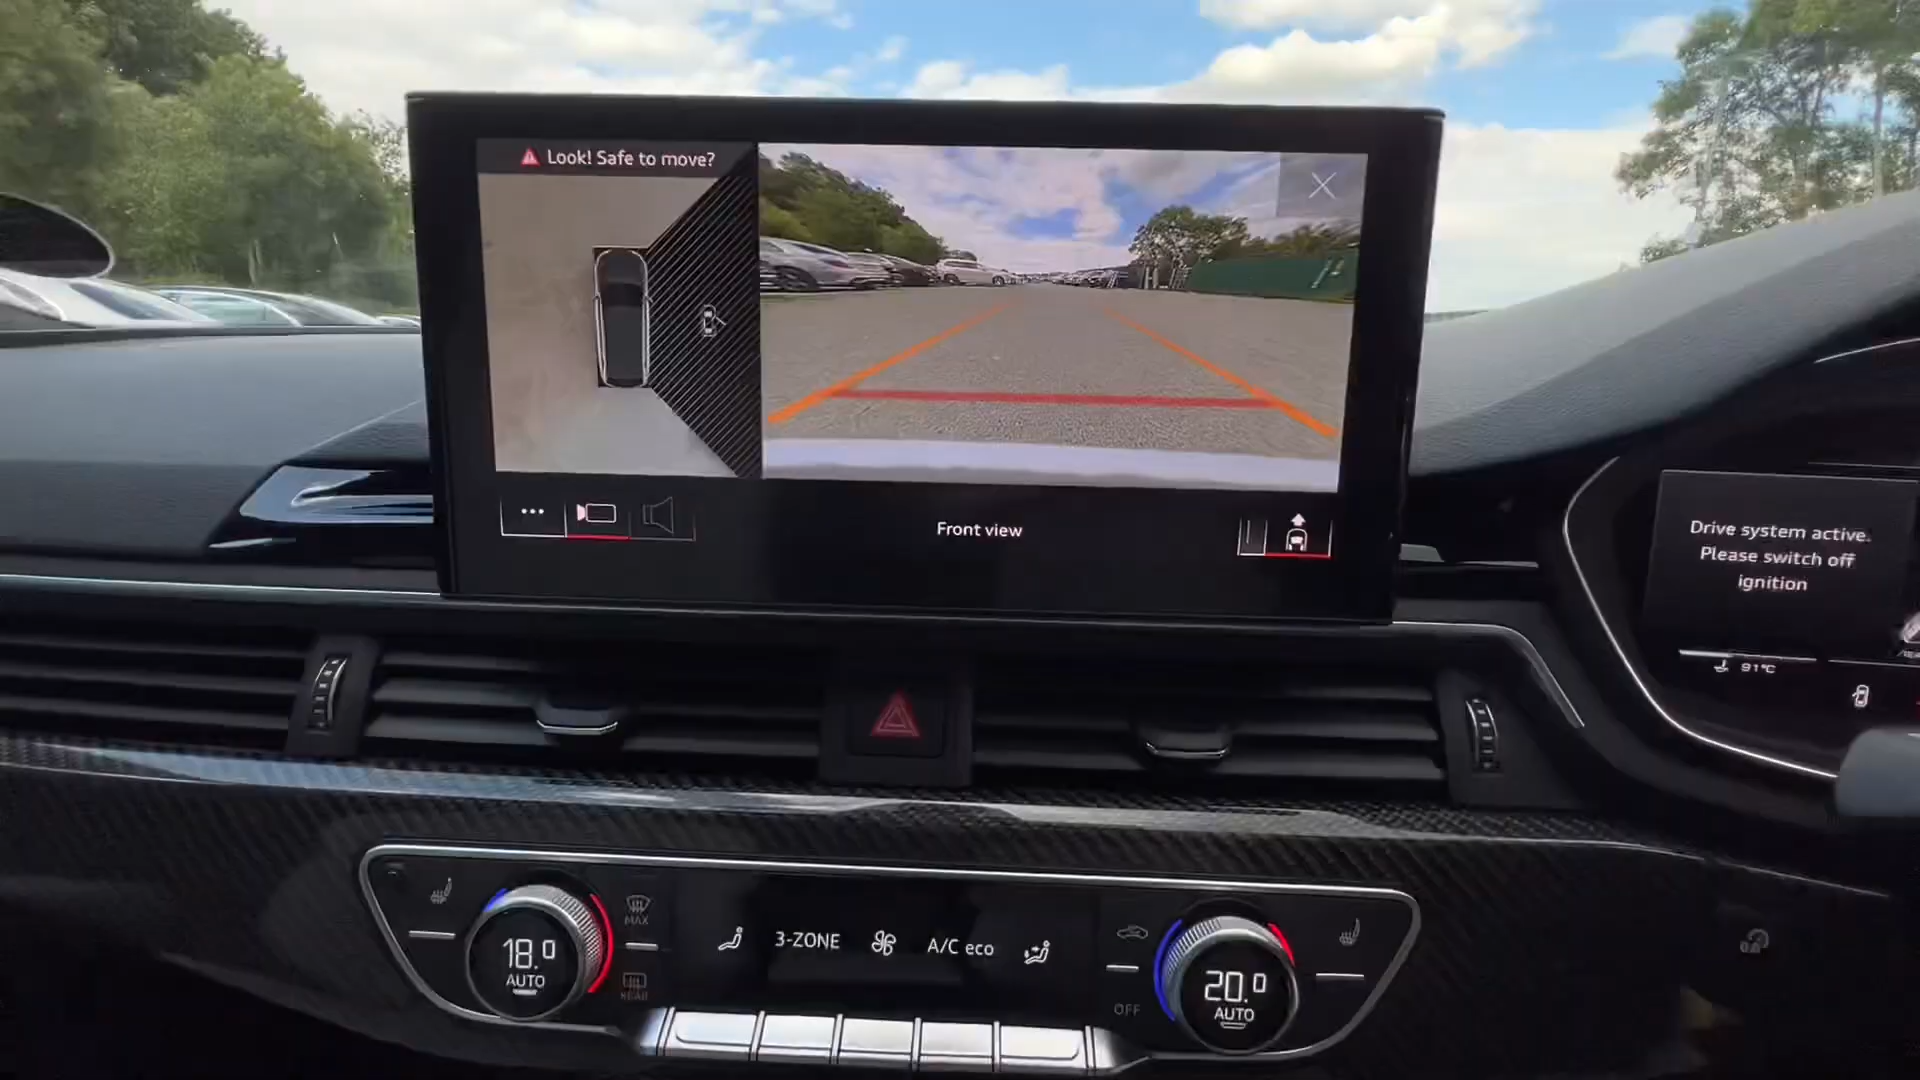 Look! Safe to move?
Front view
Drive system active.
Please switch off
ignition
91°C
MAX
REAR
18.0
AUTO
3-ZONE
A/C eco
OFF
20.0
AUTO